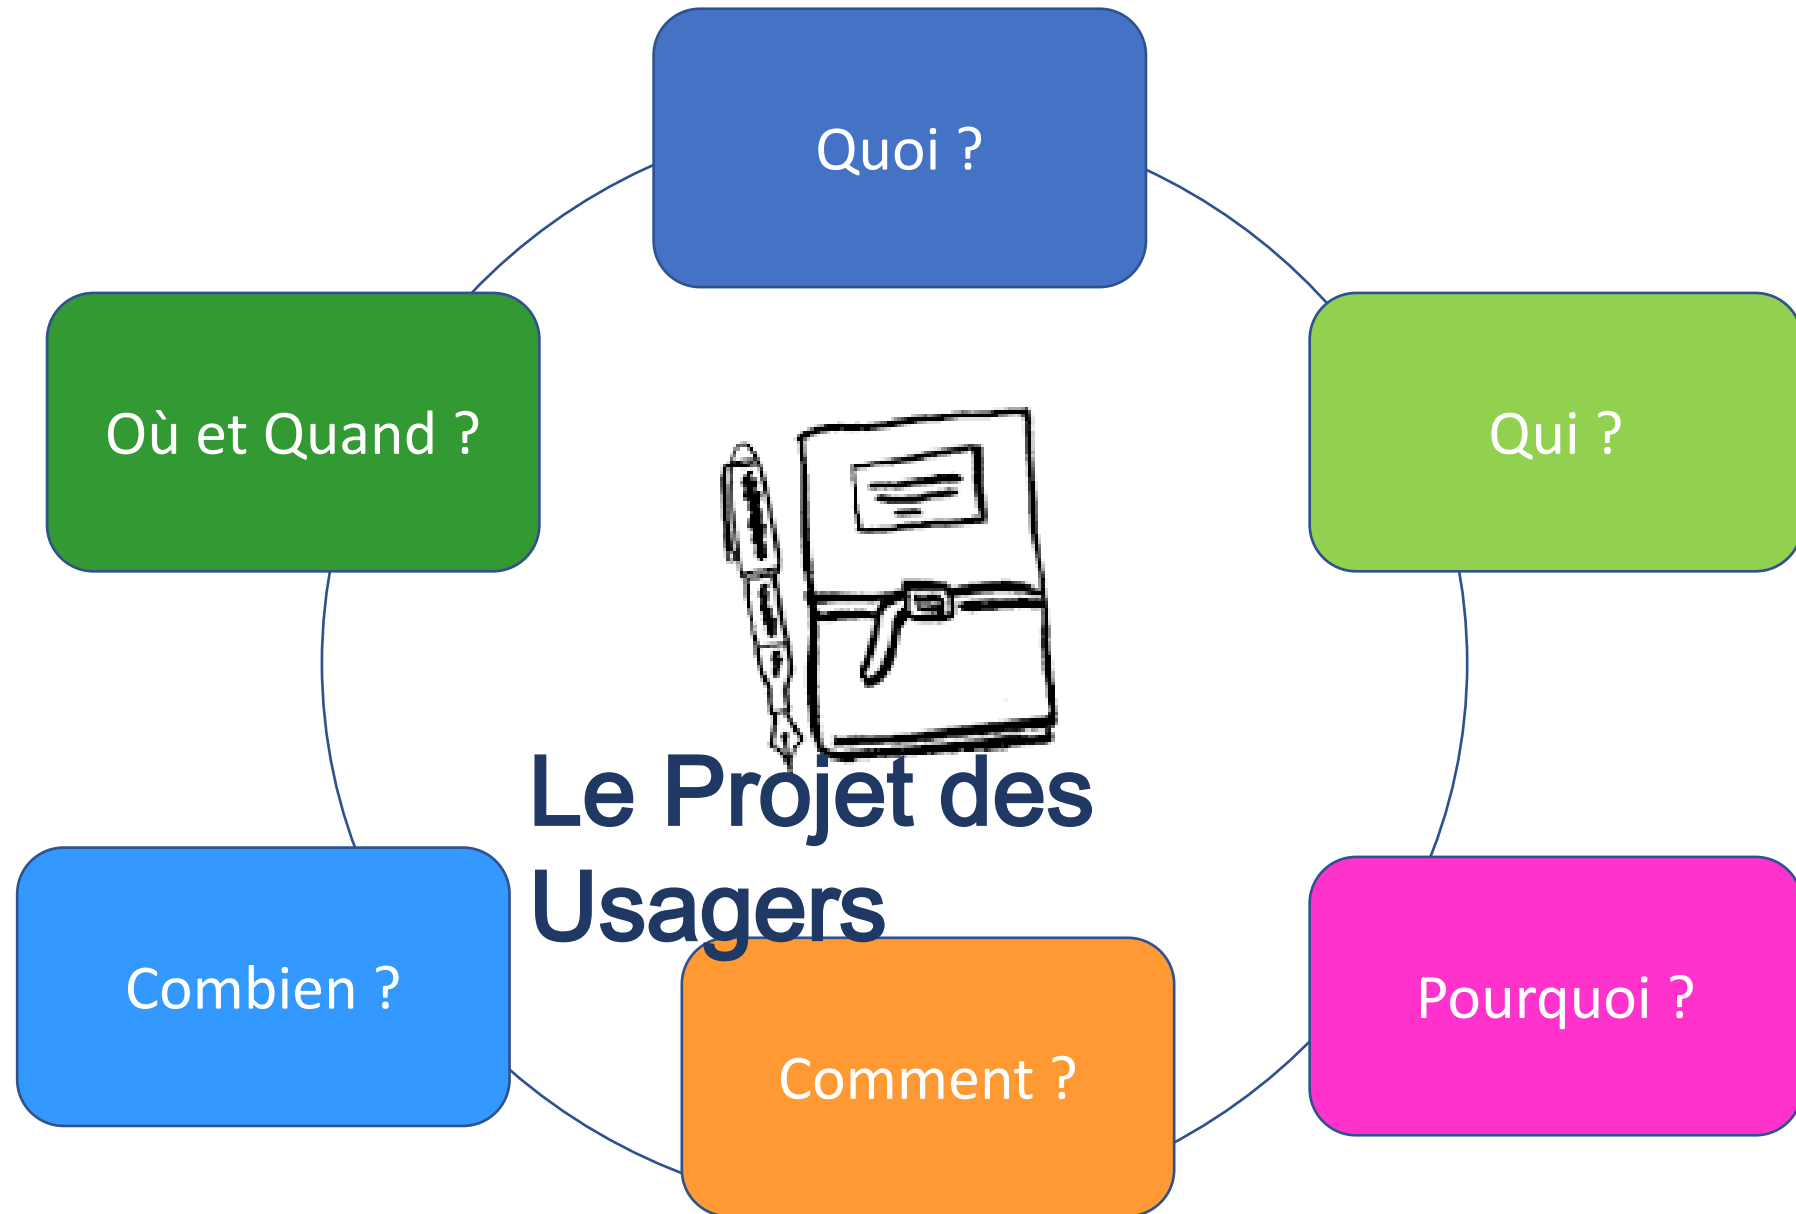 Quoi ?
Où et Quand ?
Qui ?
Le Projet des
Usagers
Combien ?
Pourquoi ?
Comment ?